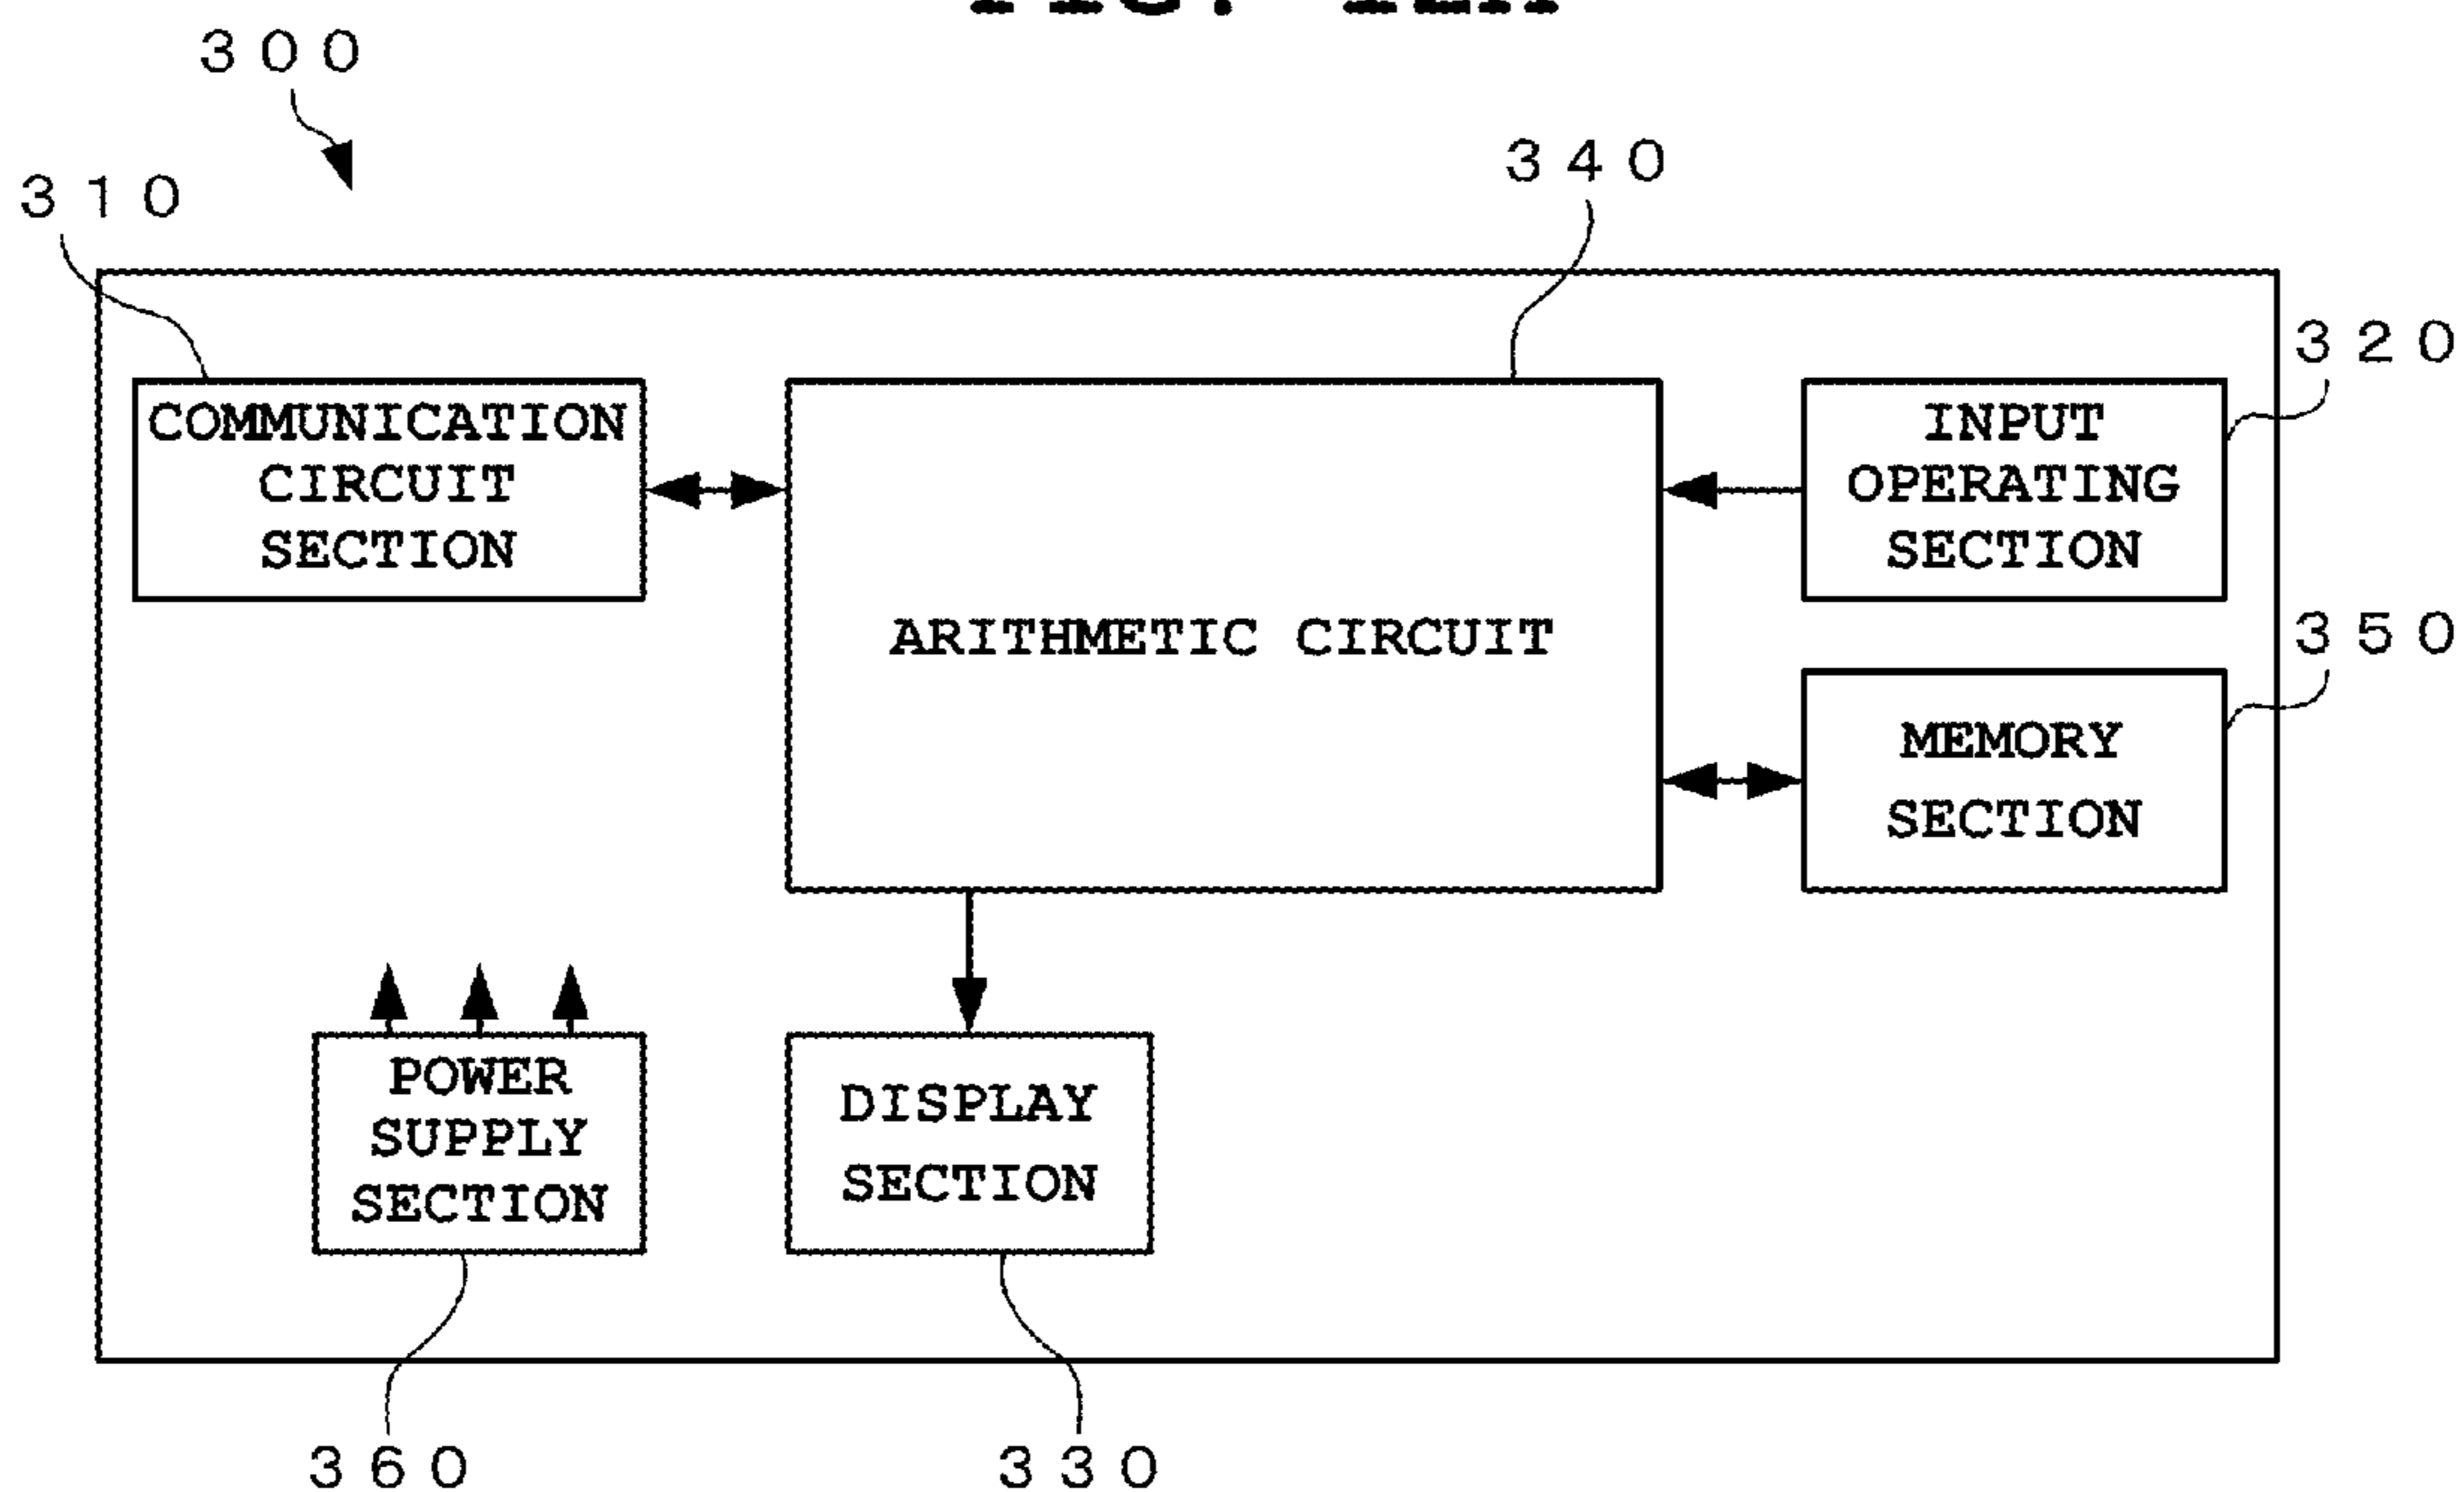 300
310
340
320
COMMUNICATION
CIRCUIT
SECTION
ARITHMETIC CIRCUIT
INPUT
OPERATING
SECTION
350
MEMORY
SECTION
POWER
SUPPLY
SECTION
DISPLAY
SECTION
360
330